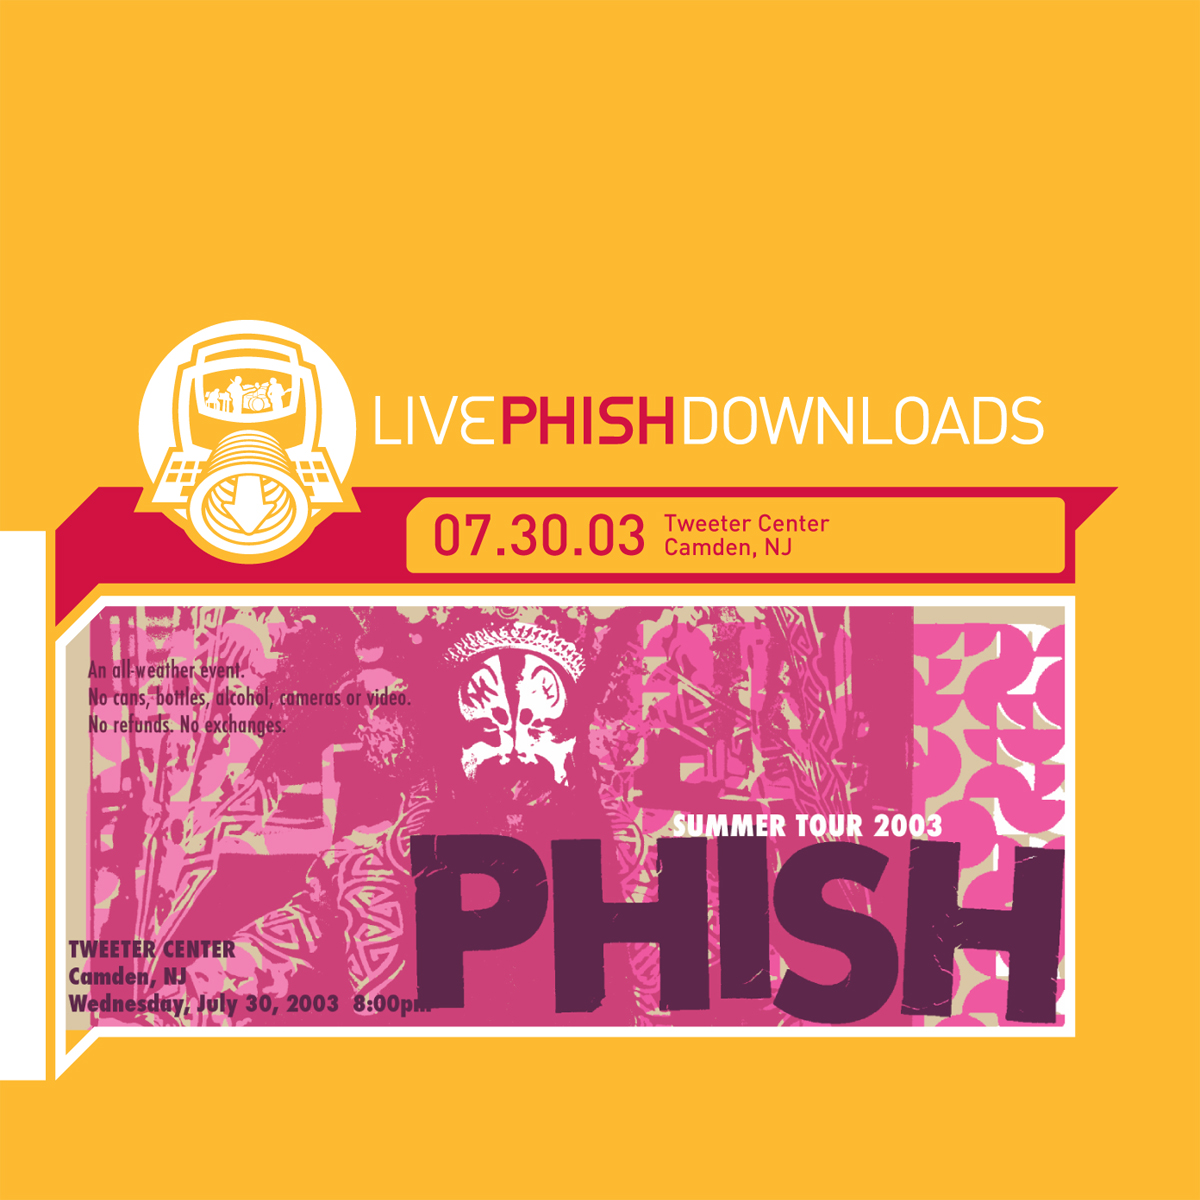 LIVEPHISHDOWNLOADS
07.30.03
Tweeter Center
Camden, NJ
An all-weather event.
No cans, bottles, alcohol, cameras or video.
No refunds. No exchanges.
SUMMER TOUR 2003
PHISH
TWEETER CENTER
Camden, NJ
Wednesday, July 30, 2003 8:00pm